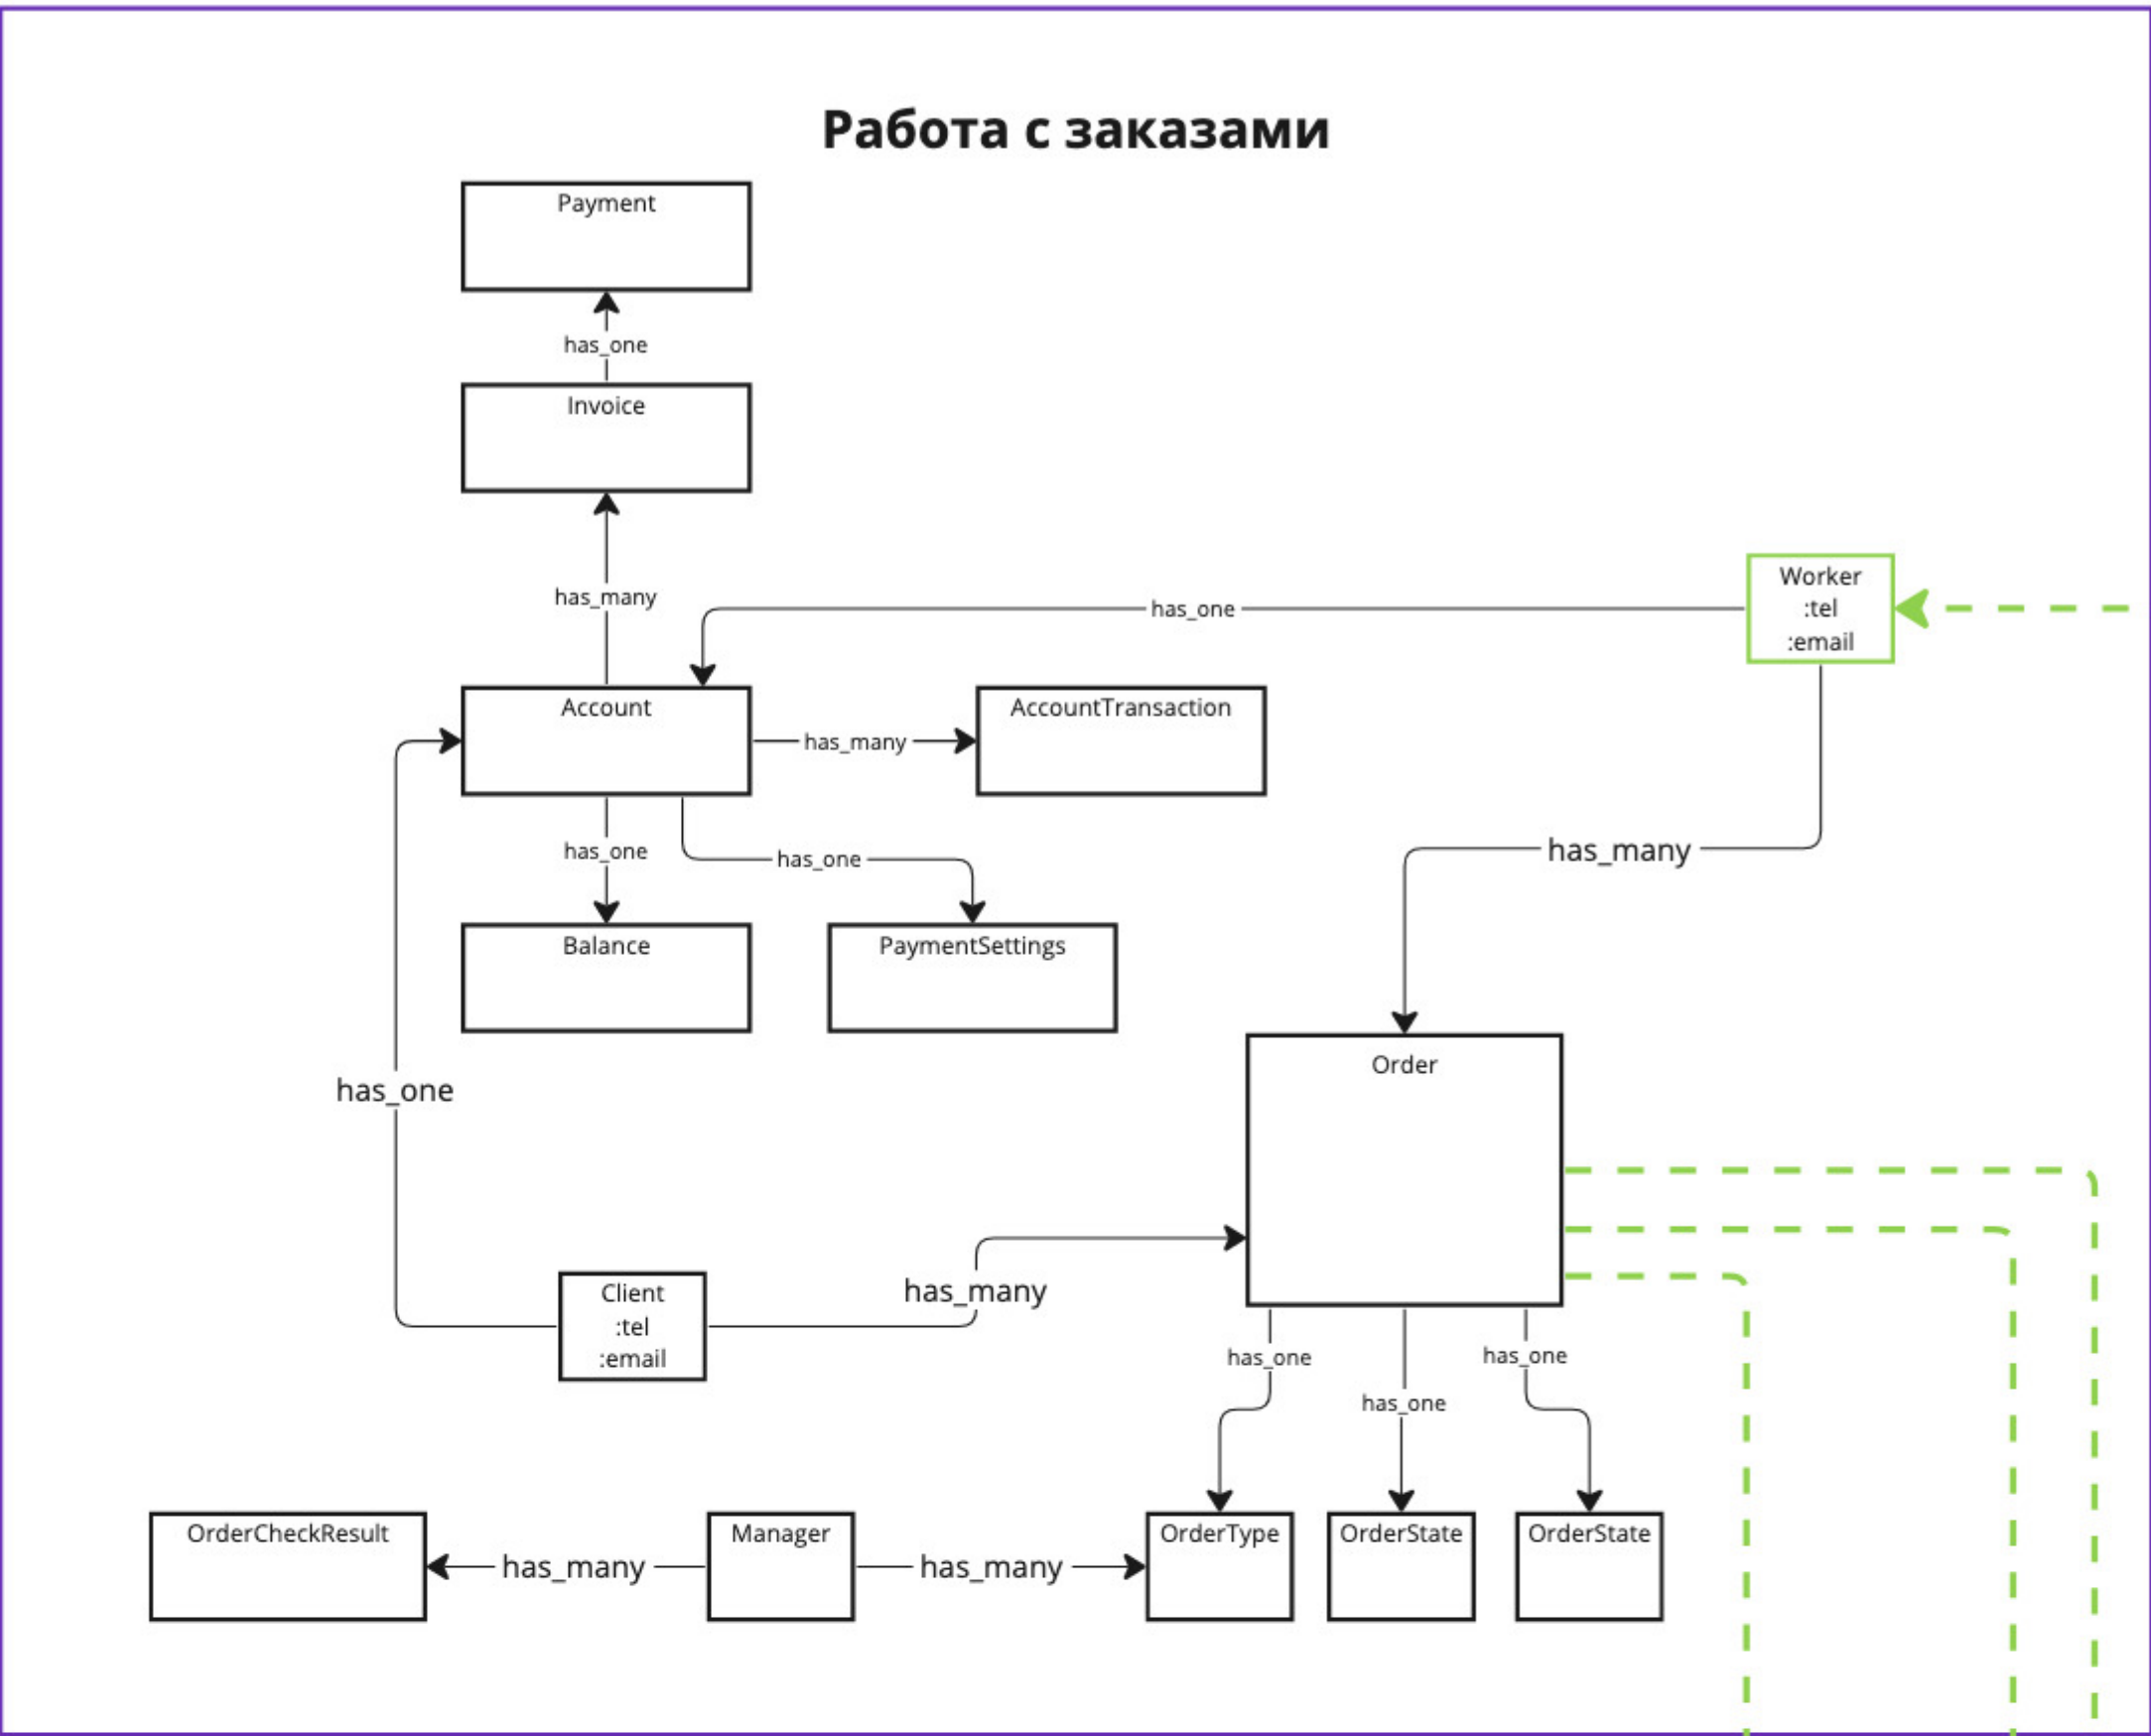 Работа с заказами
Payment
has_one
Invoice
has_many
has_one
Worker
:tel
:email
Account
has_many
AccountTransaction
has_one
has_one
has_many
Balance
PaymentSettings
has_one
Order
has_many
Client
:tel
:email
has_one
has_one
has_one
OrderCheckResult
has_many
Manager
has_many
OrderType
OrderState
OrderState